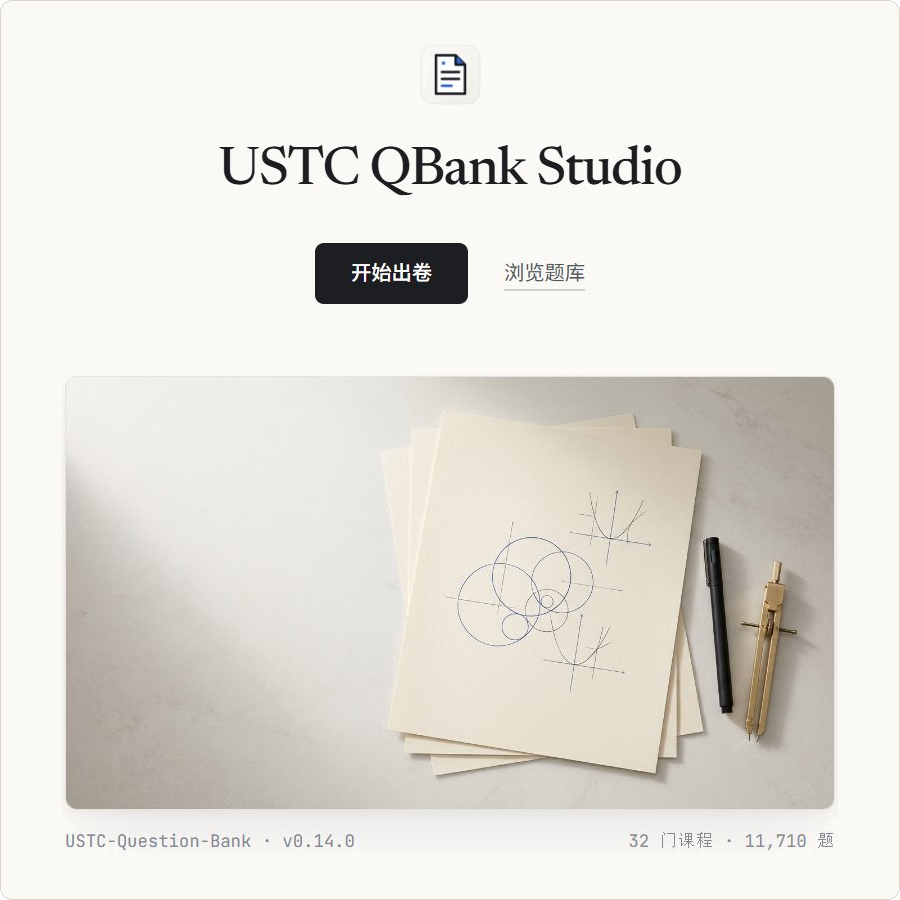 USTC QBank Studio
开始出卷 浏览题库
USTC-Question-Bank · v0.14.0 32 门课程 · 11,710 题